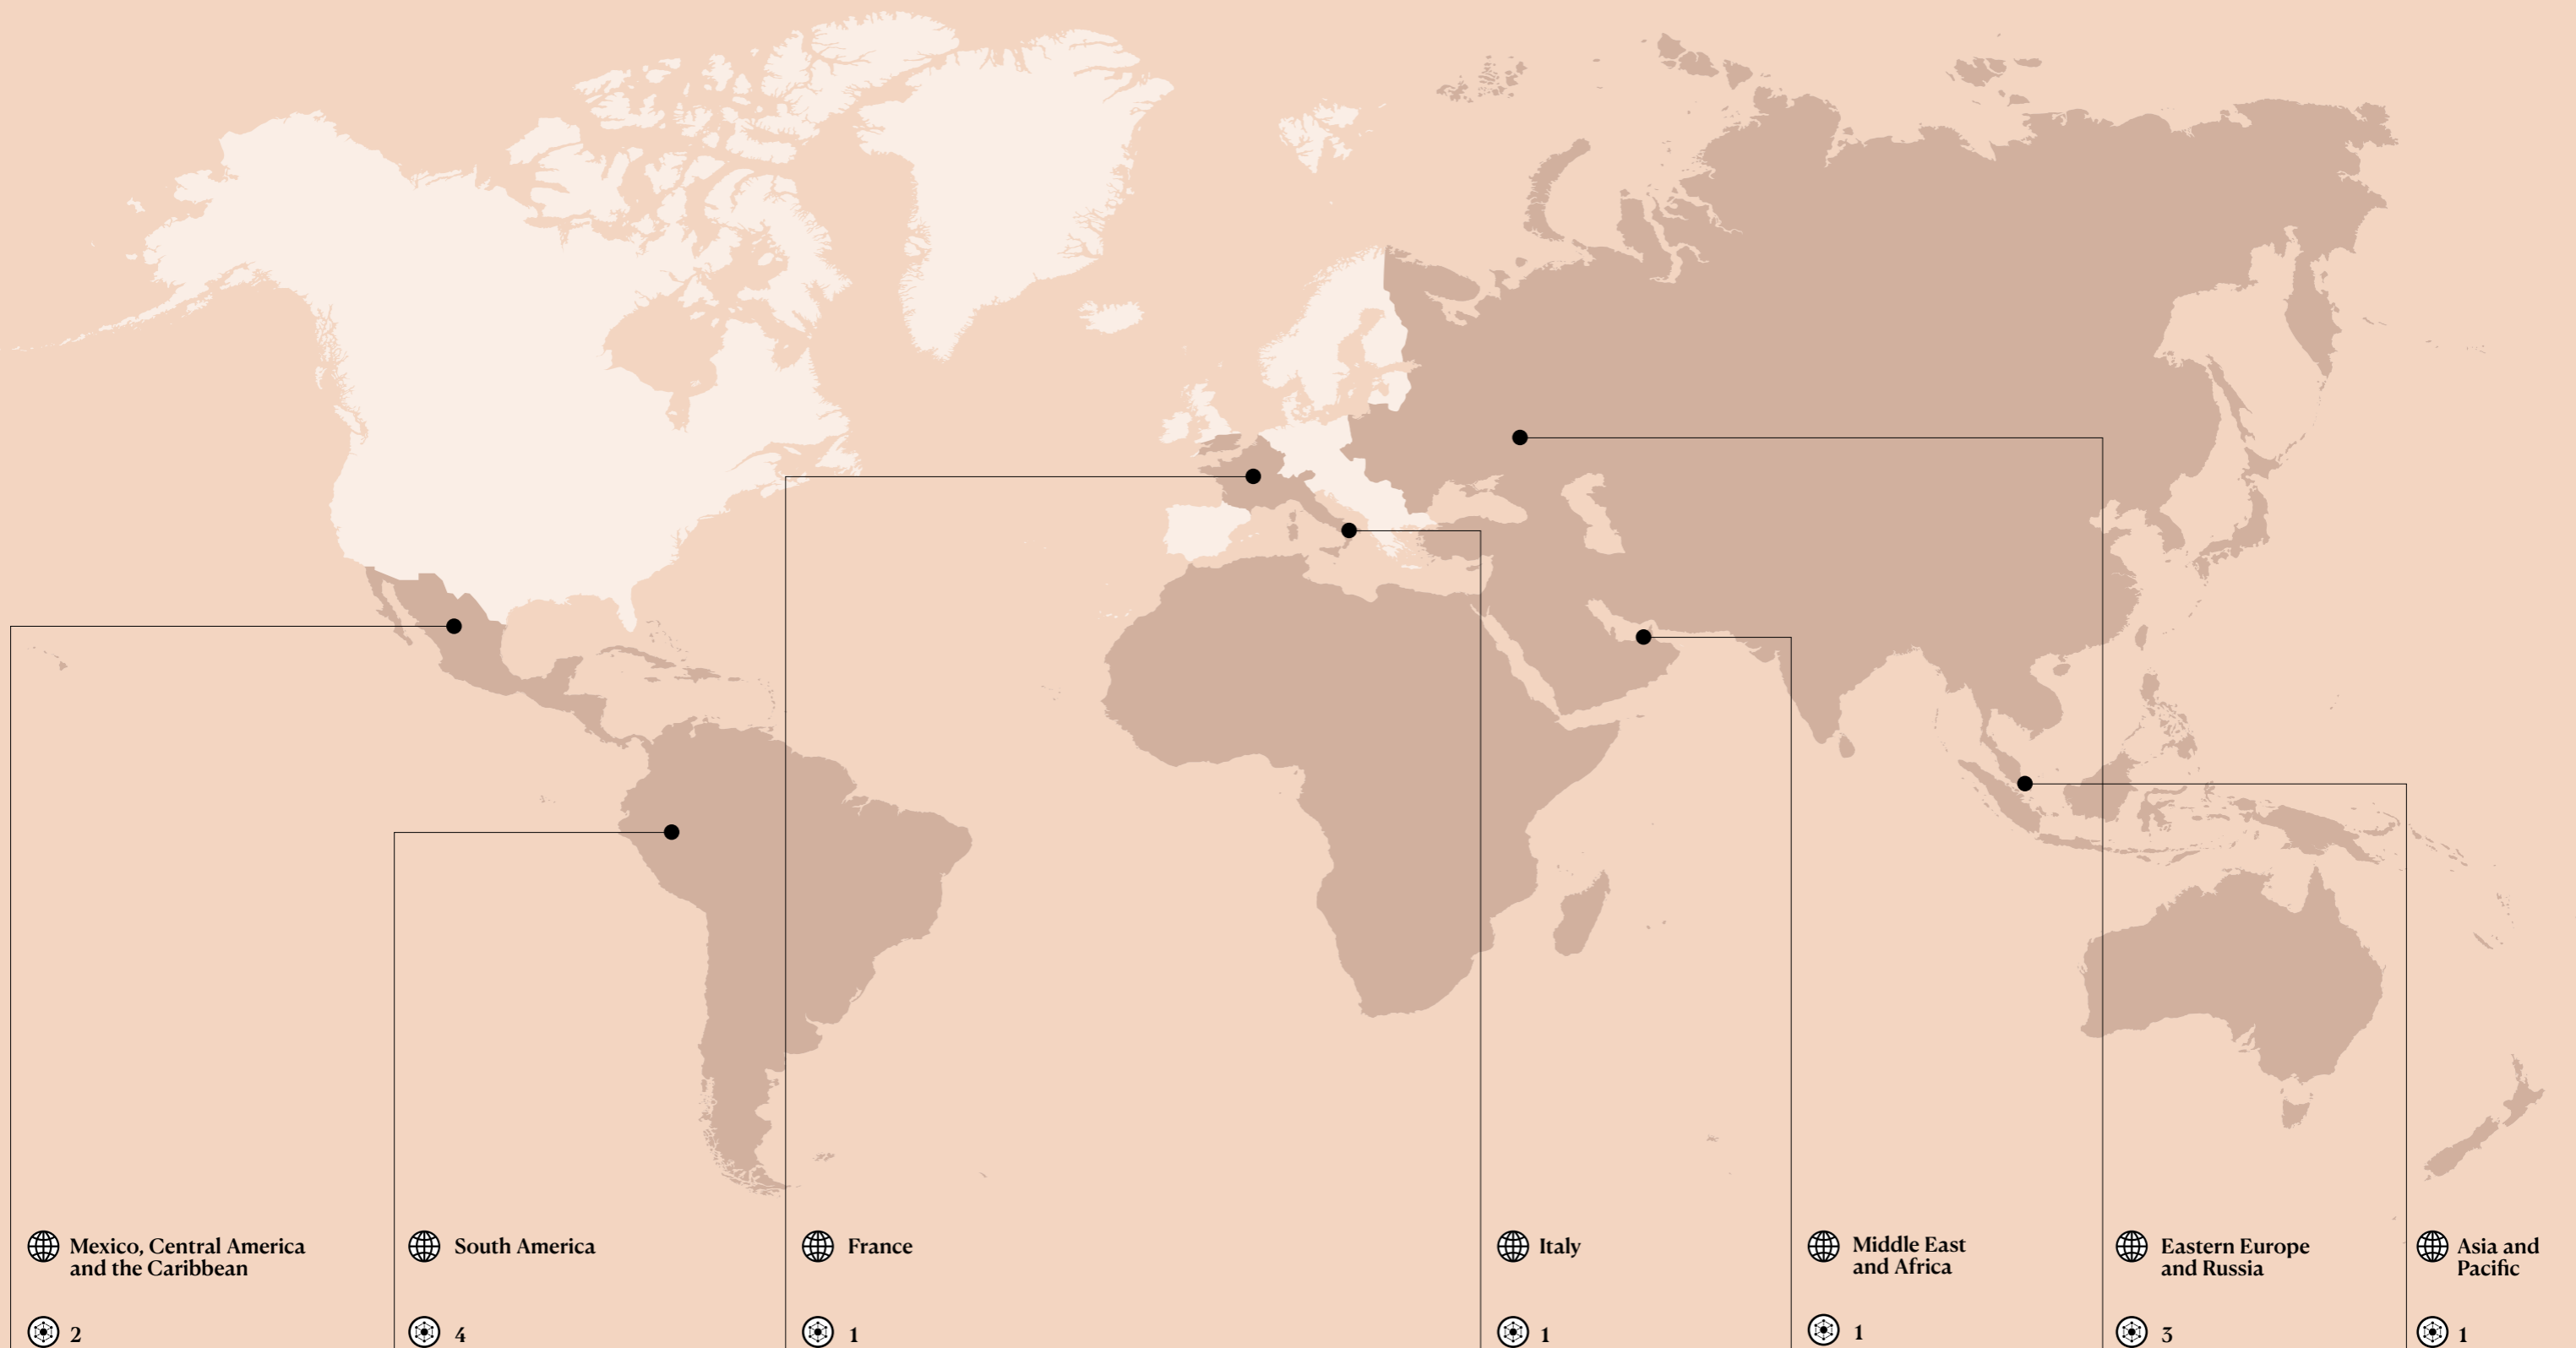 Mexico, Central America
and the Caribbean
2
South America
4
France
1
Italy
1
Middle East
and Africa
1
Eastern Europe
and Russia
3
Asia and
Pacific
1